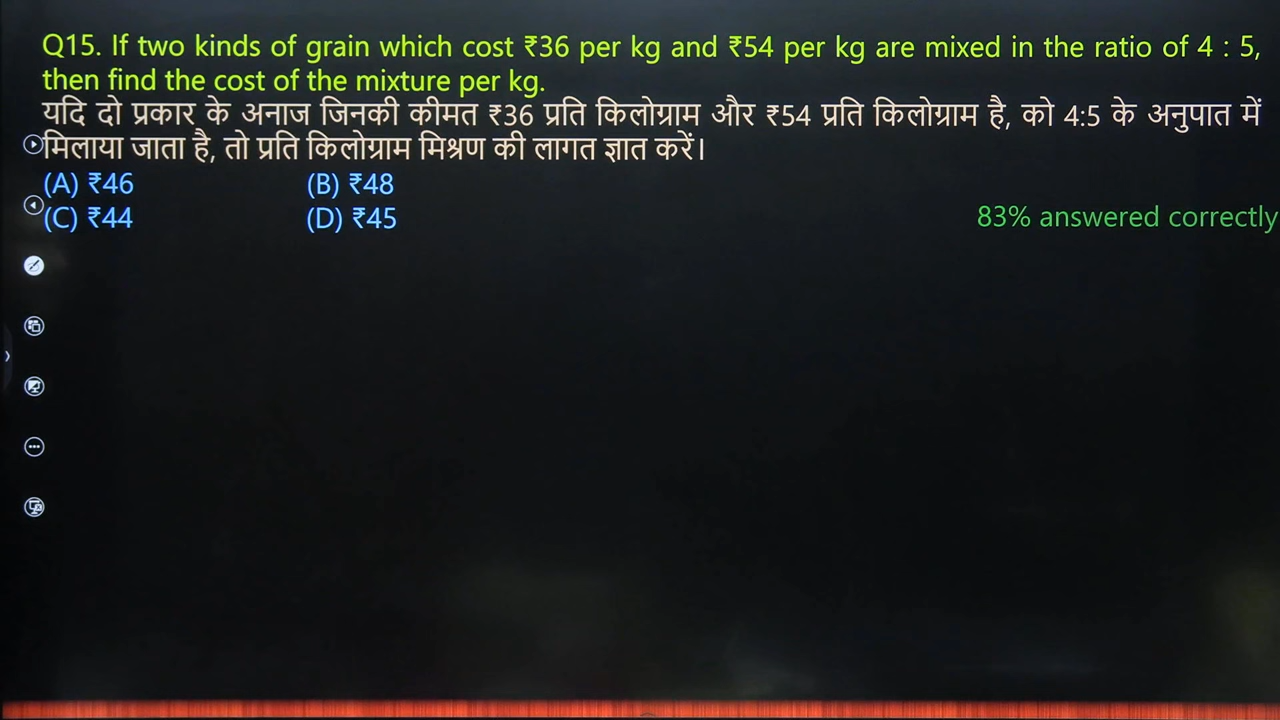 Q15. If two kinds of grain which cost ₹36 per kg and ₹54 per kg are mixed in the ratio of 4 : 5,
then find the cost of the mixture per kg.
यदि दो प्रकार के अनाज जिनकी कीमत ₹36 प्रति किलोग्राम और ₹54 प्रति किलोग्राम है, को 4:5 के अनुपात में
मिलाया जाता है, तो प्रति किलोग्राम मिश्रण की लागत ज्ञात करें।
(A) ₹46 (B) ₹48
(C) ₹44 (D) ₹45
83% answered correctly